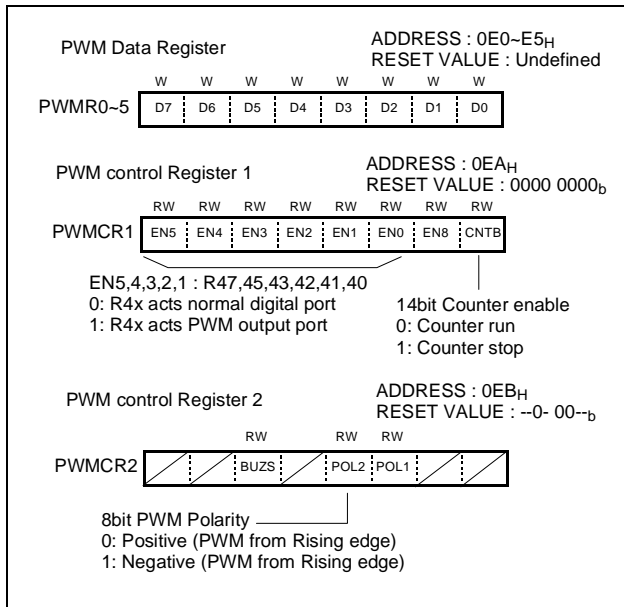 PWM Data Register
ADDRESS : 0E0~E5H
RESET VALUE : Undefined
W W W W W W W W
PWMR0~5 D7 D6 D5 D4 D3 D2 D1 D0
PWM control Register 1
ADDRESS : 0EAH
RESET VALUE : 0000 0000b
RW RW RW RW RW RW RW RW
PWMCR1 EN5 EN4 EN3 EN2 EN1 EN0 EN8 CNTB
EN5,4,3,2,1 : R47,45,43,42,41,40
0: R4x acts normal digital port
1: R4x acts PWM output port
14bit Counter enable
0: Counter run
1: Counter stop
PWM control Register 2
ADDRESS : 0EBH
RESET VALUE : --0- 00--b
RW RW RW
PWMCR2 BUZS POL2 POL1
8bit PWM Polarity
0: Positive (PWM from Rising edge)
1: Negative (PWM from Rising edge)